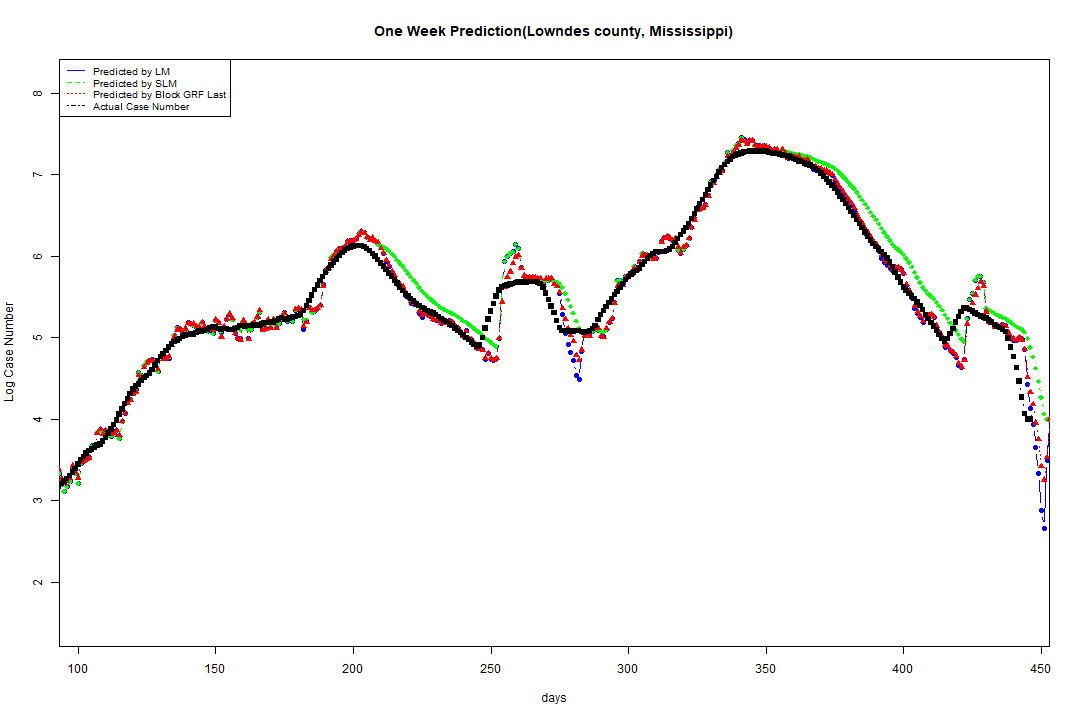 One Week Prediction(Lowndes county, Mississippi)
Predicted by LM
Predicted by SLM
Predicted by Block GRF Last
Actual Case Number
8
7
6
5
4
3
2
Log Case Number
100 150 200 250 300 350 400 450
days